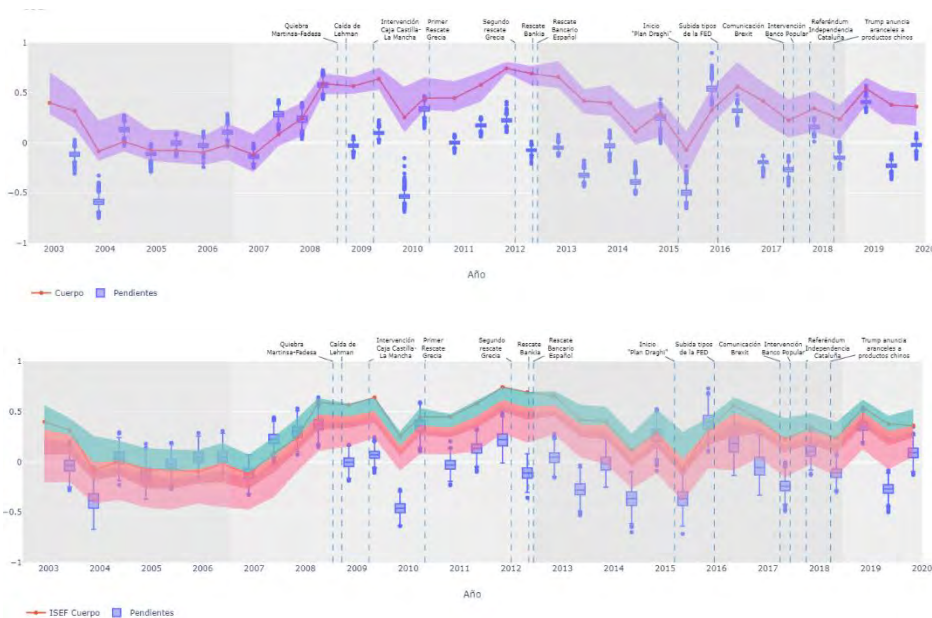 Quiebra
Martinsa-Fadesa
Caída de
Lehman
Intervención
Caja Castilla-
La Mancha
Primer
Rescate
Grecia
Segundo
rescate
Grecia
Rescate
Bankia
Rescate
Bancario
Español
Inicio
"Plan Draghi"
Subida tipos
de la FED
Comunicación
Brexit
Intervención
Banco Popular
Referéndum
Independencia
Cataluña
Trump anuncia
aranceles a
productos chinos
1
0.5
0
−0.5
−1
2003 2004 2005 2006 2007 2008 2009 2010 2011 2012 2013 2014 2015 2016 2017 2018 2019 2020
Año
Cuerpo Pendientes
Quiebra
Martinsa-Fadesa
Caída de
Lehman
Intervención
Caja Castilla-
La Mancha
Primer
Rescate
Grecia
Segundo
rescate
Grecia
Rescate
Bankia
Rescate
Bancario
Español
Inicio
"Plan Draghi"
Subida tipos
de la FED
Comunicación
Brexit
Intervención
Banco Popular
Referéndum
Independencia
Cataluña
Trump anuncia
aranceles a
productos chinos
1
0.5
0
−0.5
−1
2003 2004 2005 2006 2007 2008 2009 2010 2011 2012 2013 2014 2015 2016 2017 2018 2019 2020
Año
ISEF Cuerpo Pendientes